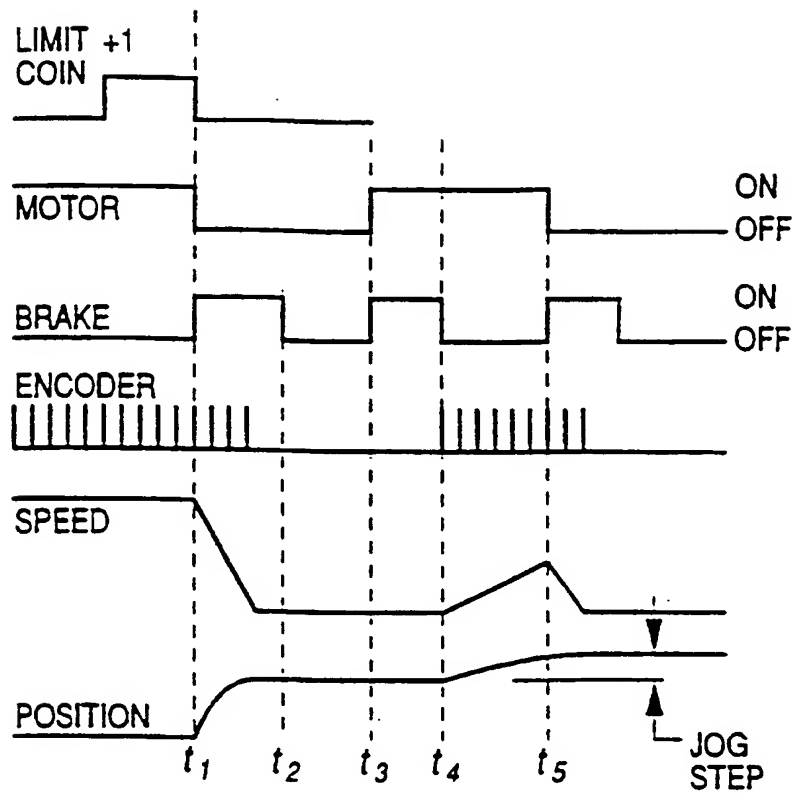 LIMIT +1
COIN
MOTOR
ON
OFF
BRAKE
ON
OFF
ENCODER
SPEED
POSITION
t1 t2 t3 t4 t5
JOG
STEP